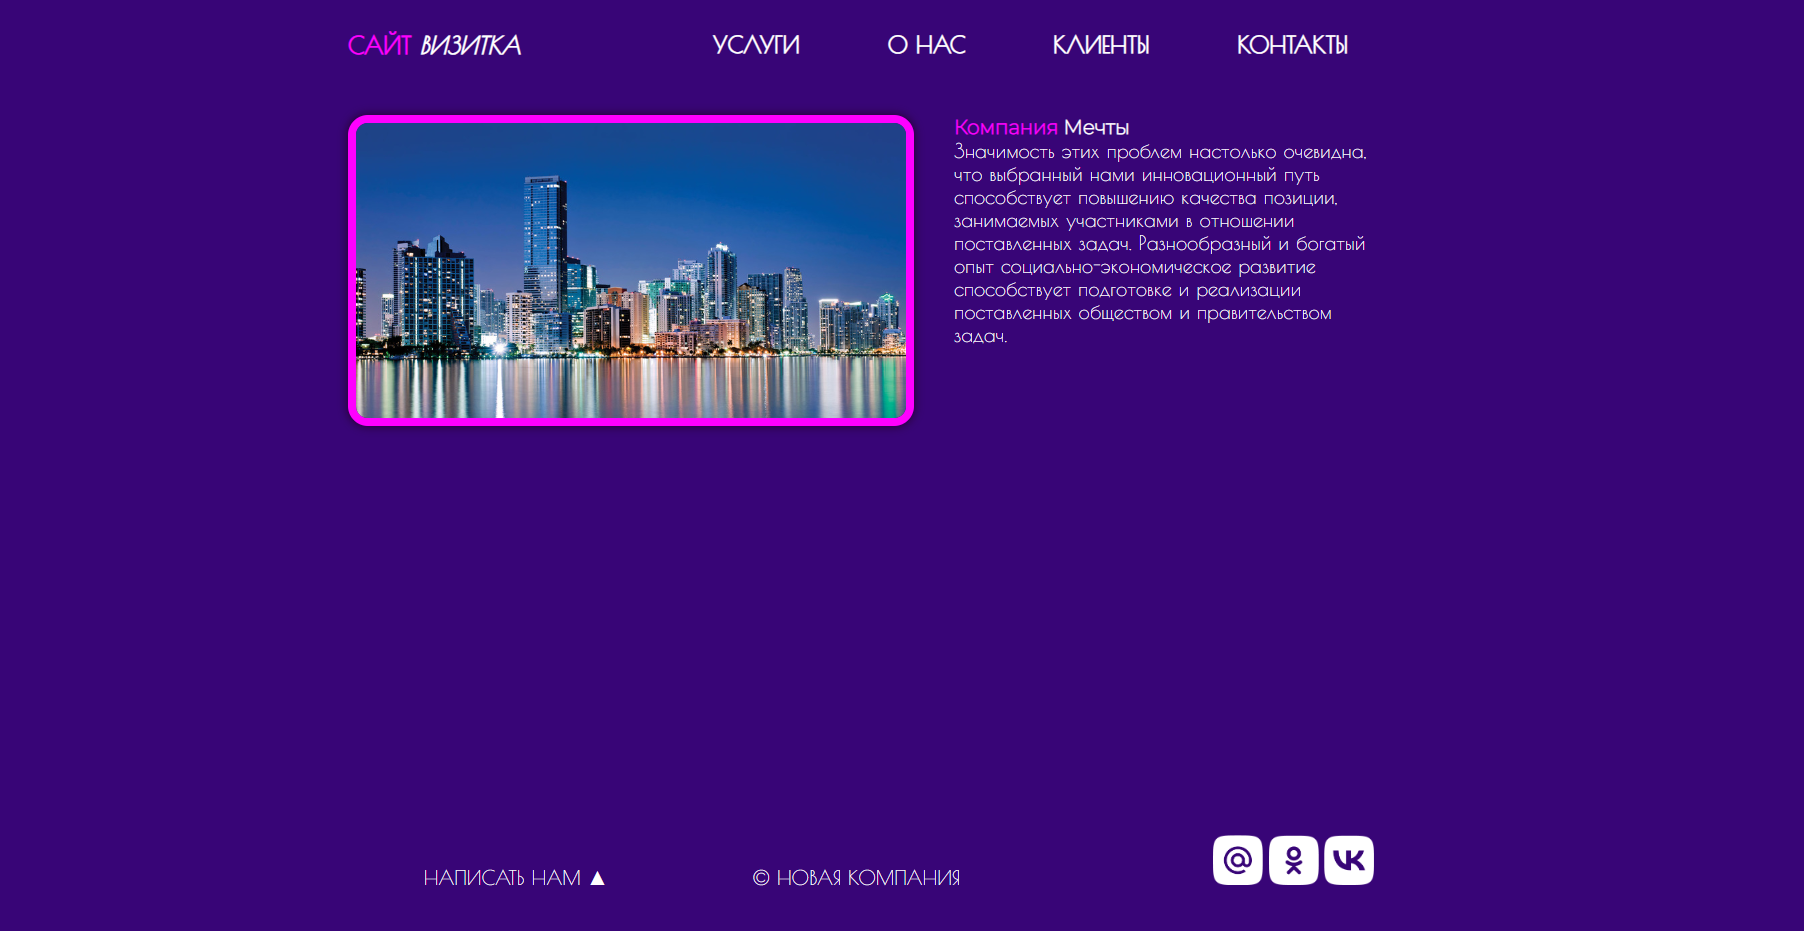 САЙТ ВИЗИТКА
УСЛУГИ
О НАС
КЛИЕНТЫ
КОНТАКТЫ
Компания Мечты
Значимость этих проблем настолько очевидна,
что выбранный нами инновационный путь
способствует повышению качества позиции,
занимаемых участниками в отношении
поставленных задач. Разнообразный и богатый
опыт социально-экономическое развитие
способствует подготовке и реализации
поставленных обществом и правительством
задач.
НАПИСАТЬ НАМ ▲
© НОВАЯ КОМПАНИЯ